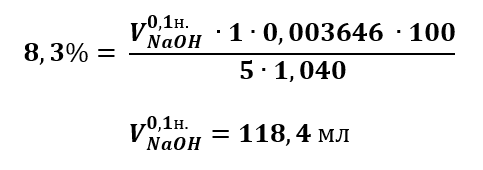 8,3% = V^{0,1н.}_{NaOH} · 1 · 0,003646 · 100 / 5 · 1,040
V^{0,1н.}_{NaOH} = 118,4 мл